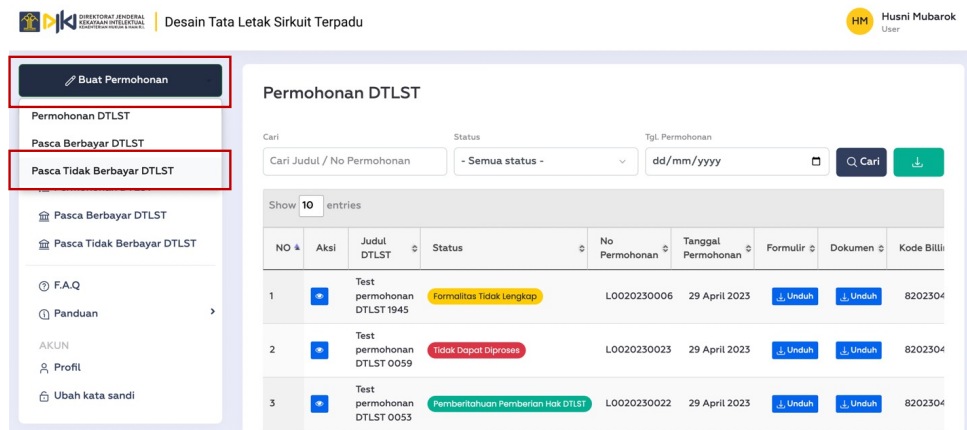 DIREKTORAT JENDERAL
KEKAYAAN INTELEKTUAL
KEMENTERIAN HUKUM & HAM R.I.
Desain Tata Letak Sirkuit Terpadu
HM
Husni Mubarok
User
Buat Permohonan
Permohonan DTLST
Pasca Berbayar DTLST
Pasca Tidak Berbayar DTLST
Pasca Berbayar DTLST
Pasca Tidak Berbayar DTLST
F.A.Q
Panduan
AKUN
Profil
Ubah kata sandi
Permohonan DTLST
Cari Status Tgl. Permohonan
Cari Judul / No Permohonan - Semua status - dd/mm/yyyy Cari
Show 10 entries
NO Aksi Judul DTLST Status No Permohonan Tanggal Permohonan Formulir Dokumen Kode
1 Test permohonan DTLST 1945 Formalitas Tidak Lengkap L0020230006 29 April 2023 Unduh Unduh 8202304
2 Test permohonan DTLST 0059 Tidak Dapat Diproses L0020230023 29 April 2023 Unduh Unduh 8202304
3 Test permohonan DTLST 0053 Pemberitahuan Pemberian Hak DTLST L0020230022 29 April 2023 Unduh Unduh 8202304